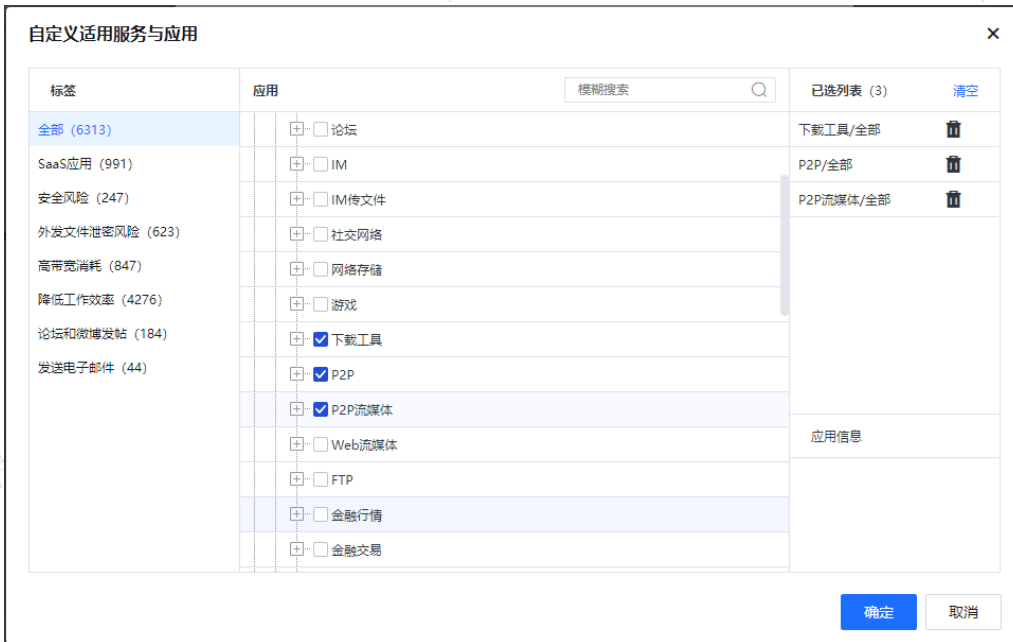 自定义适用服务与应用
标签
应用
模糊搜索
已选列表（3） 清空
全部（6313）
SaaS应用（991）
安全风险（247）
外发文件泄密风险（623）
高带宽消耗（847）
降低工作效率（4276）
论坛和微博发帖（184）
发送电子邮件（44）
论坛
IM
IM传文件
社交网络
网络存储
游戏
下载工具
P2P
P2P流媒体
Web流媒体
FTP
金融行情
金融交易
下载工具/全部
P2P/全部
P2P流媒体/全部
应用信息
确定
取消